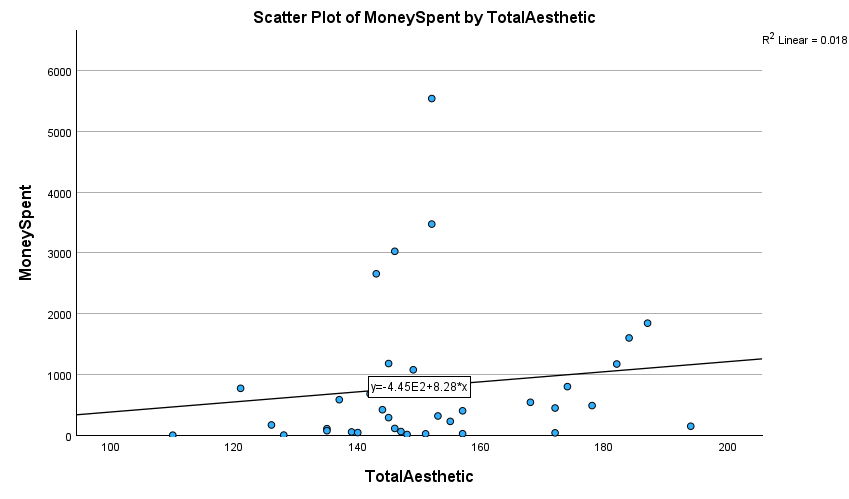 Scatter Plot of MoneySpent by TotalAesthetic
R2 Linear = 0.018
6000
5000
4000
3000
2000
1000
0
MoneySpent
y=-4.45E2+8.28*x
100
120
140
160
180
200
TotalAesthetic